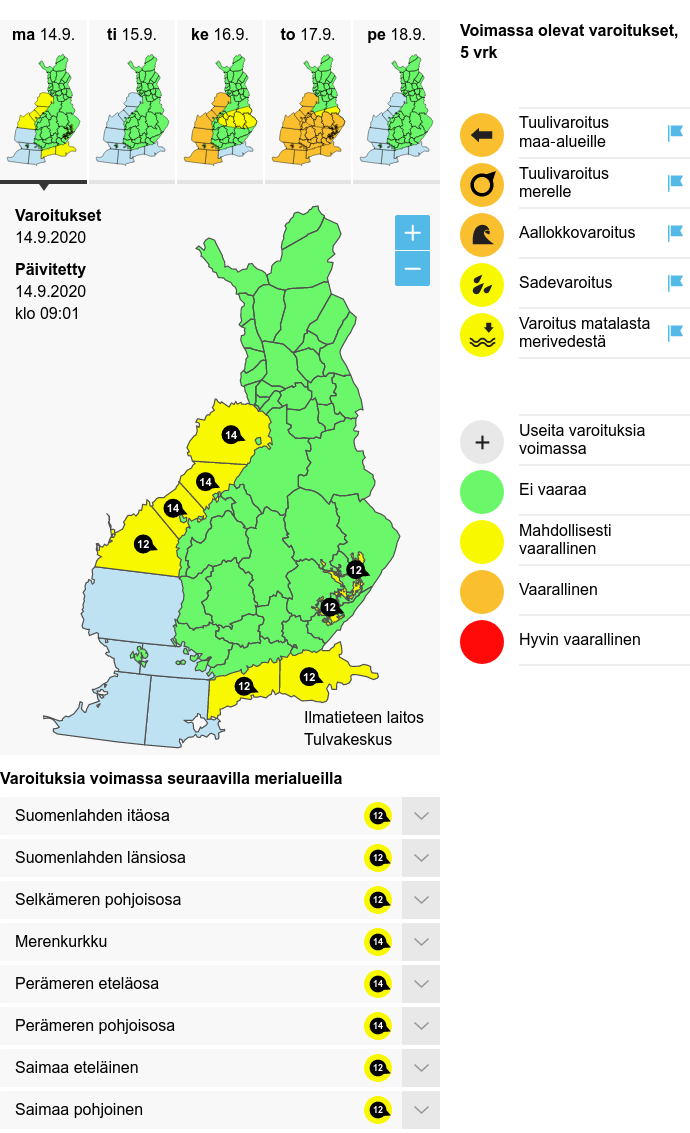 ma 14.9.
ti 15.9.
ke 16.9.
to 17.9.
pe 18.9.
Varoitukset
14.9.2020
Päivitetty
14.9.2020
klo 09:01
+
−
14
14
14
12
12
12
12
12
Ilmatieteen laitos
Tulvakeskus
Voimassa olevat varoitukset,
5 vrk
Tuulivaroitus
maa-alueille
Tuulivaroitus
merelle
Aallokkovaroitus
Sadevaroitus
Varoitus matalasta
merivedestä
+
Useita varoituksia
voimassa
Ei vaaraa
Mahdollisesti
vaarallinen
Vaarallinen
Hyvin vaarallinen
Varoituksia voimassa seuraavilla merialueilla
Suomenlahden itäosa 12
Suomenlahden länsiosa 12
Selkämeren pohjoisosa 12
Merenkurkku 14
Perämeren eteläosa 14
Perämeren pohjoisosa 14
Saimaa eteläinen 12
Saimaa pohjoinen 12